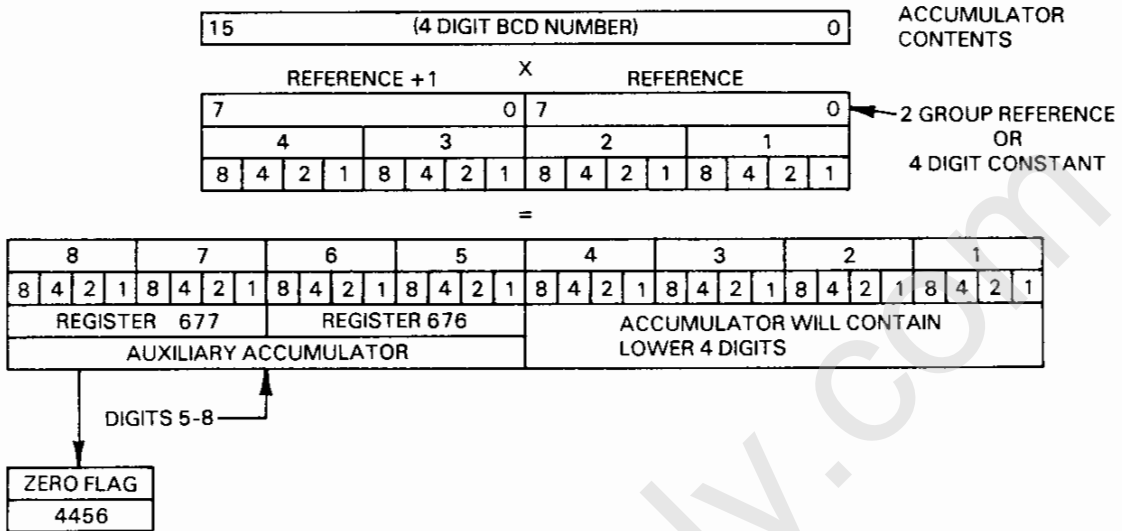 15 (4 DIGIT BCD NUMBER) 0
ACCUMULATOR
CONTENTS
X
REFERENCE +1 REFERENCE
7 0 7 0
2 GROUP REFERENCE
OR
4 DIGIT CONSTANT
4 3 2 1
8 4 2 1 8 4 2 1 8 4 2 1 8 4 2 1
=
8 7 6 5 4 3 2 1
8 4 2 1 8 4 2 1 8 4 2 1 8 4 2 1 8 4 2 1 8 4 2 1 8 4 2 1 8 4 2 1
REGISTER 677 REGISTER 676
ACCUMULATOR WILL CONTAIN
LOWER 4 DIGITS
AUXILIARY ACCUMULATOR
DIGITS 5-8
ZERO FLAG
4456
ly.com